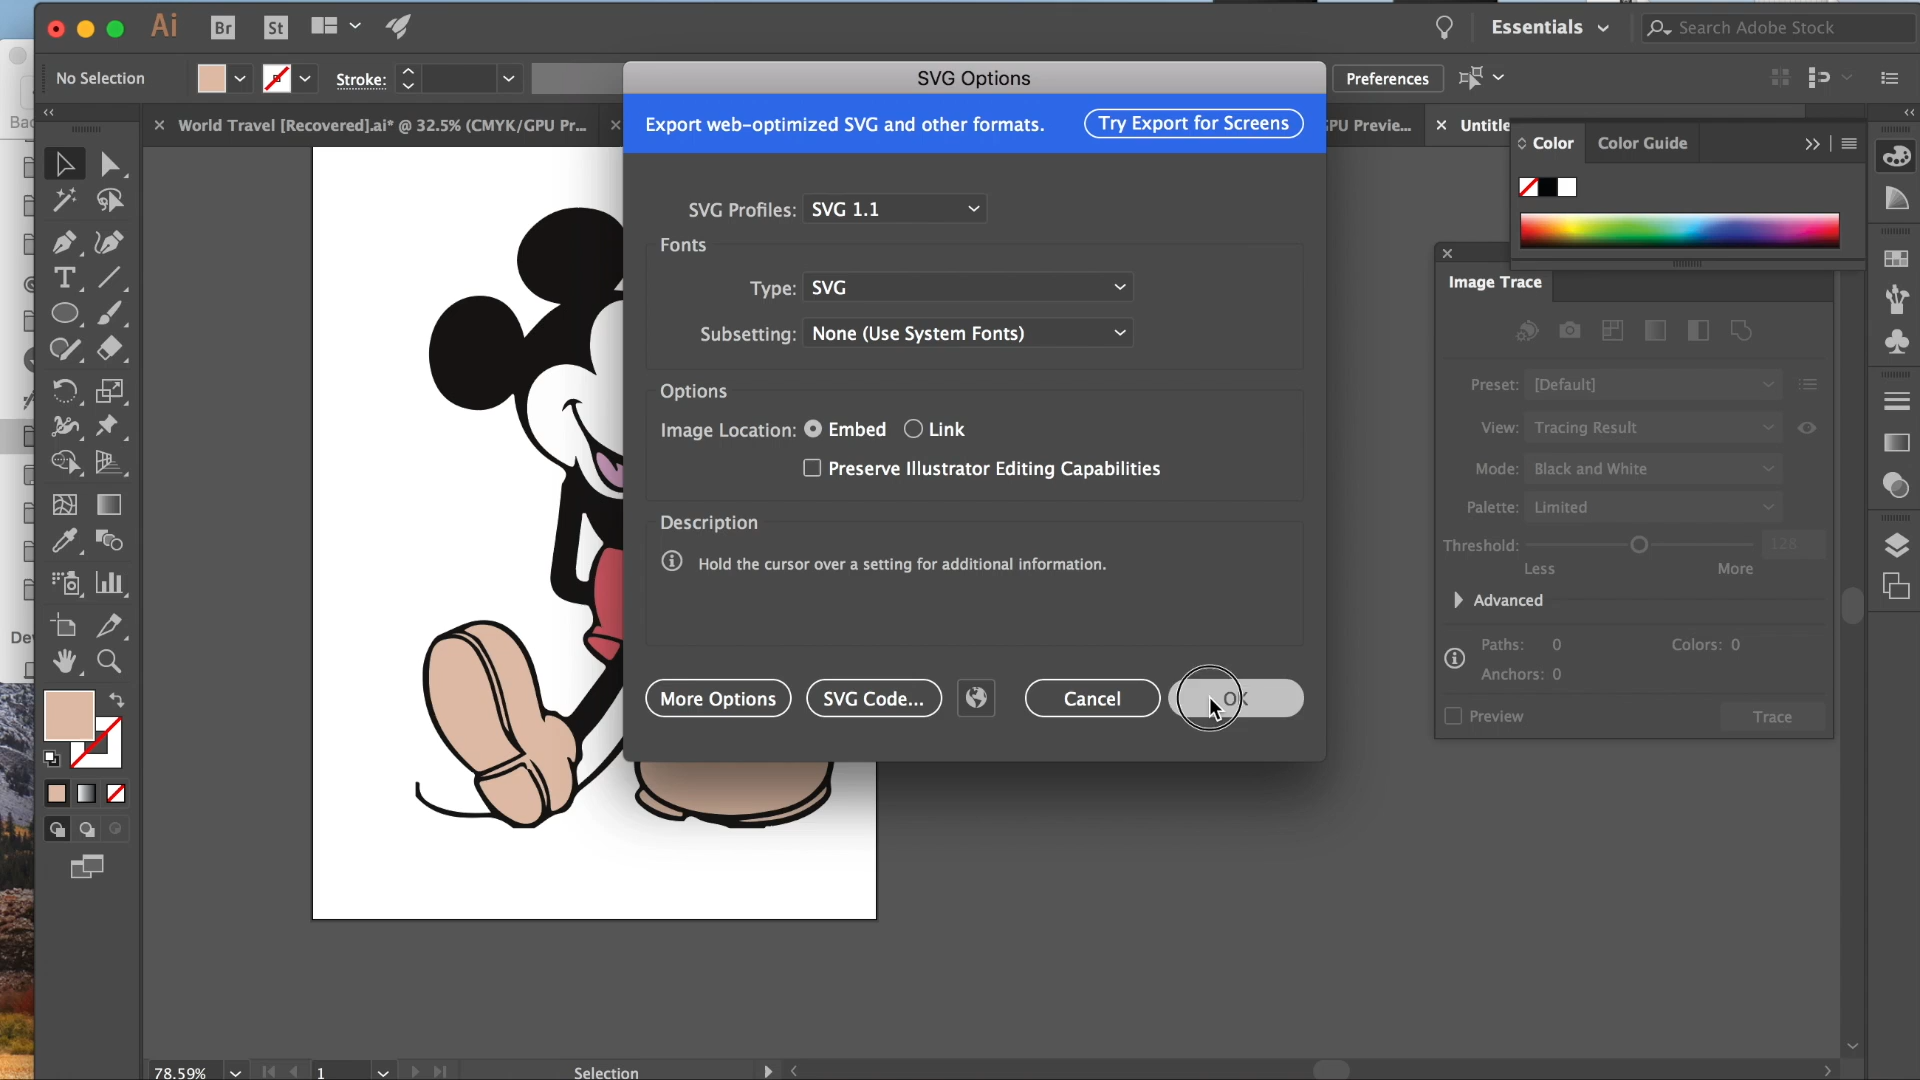 Ai
Br
St
Essentials
Search Adobe Stock
No Selection
Stroke:
SVG Options
Preferences
Bac
World Travel [Recovered].ai* @ 32.5% (CMYK/GPU Pr...
Export web-optimized SVG and other formats.
Try Export for Screens
GPU Previe...
Untitle
Color
Color Guide
SVG Profiles:
SVG 1.1
Fonts
Type:
SVG
Subsetting:
None (Use System Fonts)
Options
Image Location:
Embed
Link
Preserve Illustrator Editing Capabilities
Description
Hold the cursor over a setting for additional information.
More Options
SVG Code...
Cancel
OK
Image Trace
Preset:
[Default]
View:
Tracing Result
Mode:
Black and White
Palette:
Limited
Threshold:
128
Less
More
Advanced
Paths: 0
Colors: 0
Anchors: 0
Preview
Trace
Dev
78.59%
1
Selection